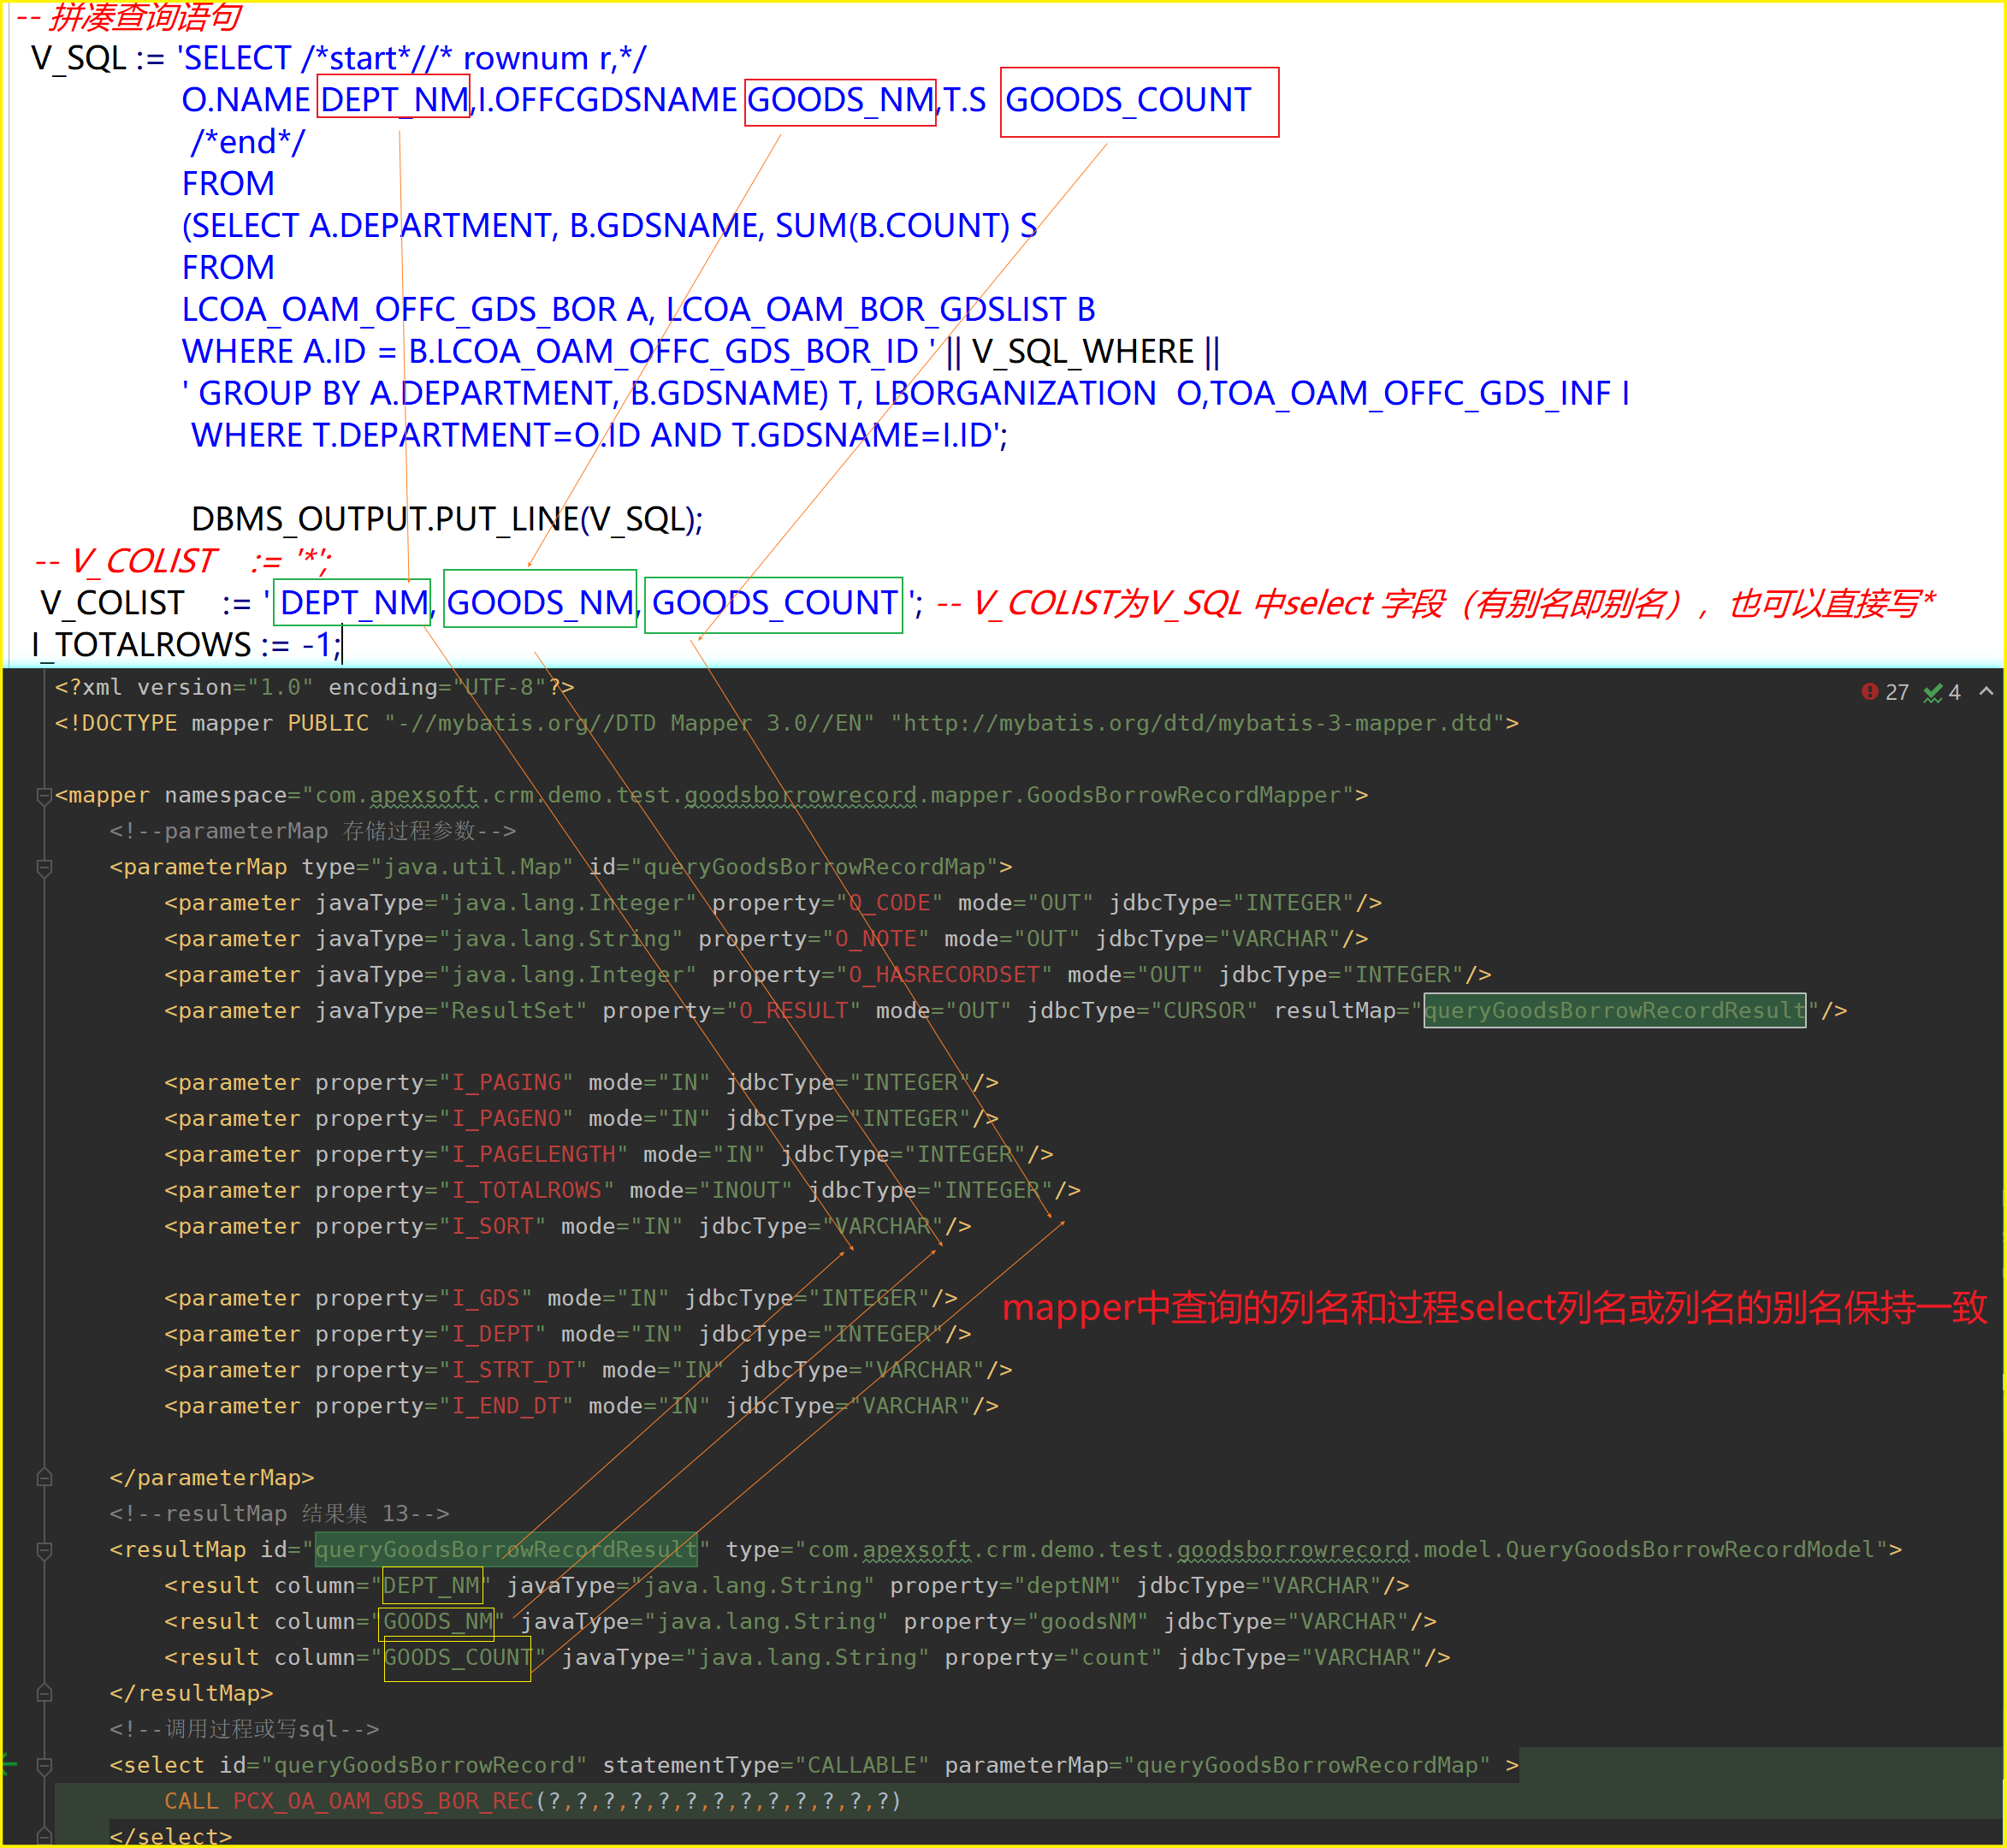 -- 拼凑查询语句
V_SQL := 'SELECT /*start*//* rownum r,*/
O.NAME DEPT_NM,I.OFFCGDSNAME GOODS_NM,T.S GOODS_COUNT
/*end*/
FROM
(SELECT A.DEPARTMENT, B.GDSNAME, SUM(B.COUNT) S
FROM
LCOA_OAM_OFFC_GDS_BOR A, LCOA_OAM_BOR_GDSLIST B
WHERE A.ID = B.LCOA_OAM_OFFC_GDS_BOR_ID ' || V_SQL_WHERE ||
' GROUP BY A.DEPARTMENT, B.GDSNAME) T, LBORGANIZATION O,TOA_OAM_OFFC_GDS_INF I
WHERE T.DEPARTMENT=O.ID AND T.GDSNAME=I.ID';
DBMS_OUTPUT.PUT_LINE(V_SQL);
-- V_COLIST := '*';
V_COLIST := ' DEPT_NM, GOODS_NM, GOODS_COUNT '; -- V_COLIST为V_SQL 中select 字段（有别名即别名），也可以直接写*
I_TOTALROWS := -1;
<?xml version="1.0" encoding="UTF-8"?>
27 4
<!DOCTYPE mapper PUBLIC "-//mybatis.org//DTD Mapper 3.0//EN" "http://mybatis.org/dtd/mybatis-3-mapper.dtd">
<mapper namespace="com.apexsoft.crm.demo.test.goodsborrowrecord.mapper.GoodsBorrowRecordMapper">
<!--parameterMap 存储过程参数-->
<parameterMap type="java.util.Map" id="queryGoodsBorrowRecordMap">
<parameter javaType="java.lang.Integer" property="O_CODE" mode="OUT" jdbcType="INTEGER"/>
<parameter javaType="java.lang.String" property="O_NOTE" mode="OUT" jdbcType="VARCHAR"/>
<parameter javaType="java.lang.Integer" property="O_HASRECORDSET" mode="OUT" jdbcType="INTEGER"/>
<parameter javaType="ResultSet" property="O_RESULT" mode="OUT" jdbcType="CURSOR" resultMap="queryGoodsBorrowRecordResult"/>
<parameter property="I_PAGING" mode="IN" jdbcType="INTEGER"/>
<parameter property="I_PAGENO" mode="IN" jdbcType="INTEGER"/>
<parameter property="I_PAGELENGTH" mode="IN" jdbcType="INTEGER"/>
<parameter property="I_TOTALROWS" mode="INOUT" jdbcType="INTEGER"/>
<parameter property="I_SORT" mode="IN" jdbcType="VARCHAR"/>
<parameter property="I_GDS" mode="IN" jdbcType="INTEGER"/>
mapper中查询的列名和过程select列名或列名的别名保持一致
<parameter property="I_DEPT" mode="IN" jdbcType="INTEGER"/>
<parameter property="I_STRT_DT" mode="IN" jdbcType="VARCHAR"/>
<parameter property="I_END_DT" mode="IN" jdbcType="VARCHAR"/>
</parameterMap>
<!--resultMap 结果集 13-->
<resultMap id="queryGoodsBorrowRecordResult" type="com.apexsoft.crm.demo.test.goodsborrowrecord.model.QueryGoodsBorrowRecordModel">
<result column="DEPT_NM" javaType="java.lang.String" property="deptNM" jdbcType="VARCHAR"/>
<result column="GOODS_NM" javaType="java.lang.String" property="goodsNM" jdbcType="VARCHAR"/>
<result column="GOODS_COUNT" javaType="java.lang.String" property="count" jdbcType="VARCHAR"/>
</resultMap>
<!--调用过程或写sql-->
<select id="queryGoodsBorrowRecord" statementType="CALLABLE" parameterMap="queryGoodsBorrowRecordMap" >
CALL PCX_OA_OAM_GDS_BOR_REC(?,?,?,?,?,?,?,?,?,?,?,?,?)
</select>